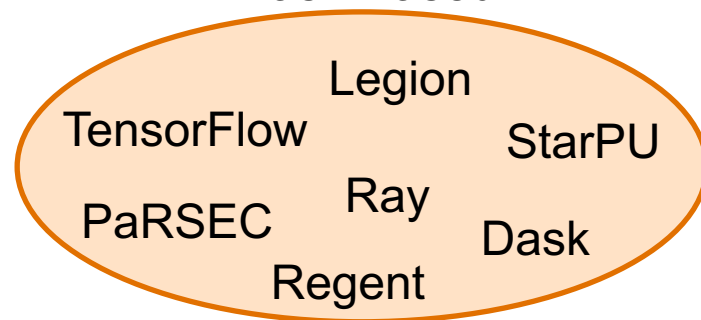 Legion
TensorFlow
StarPU
Ray
PaRSEC
Dask
Regent